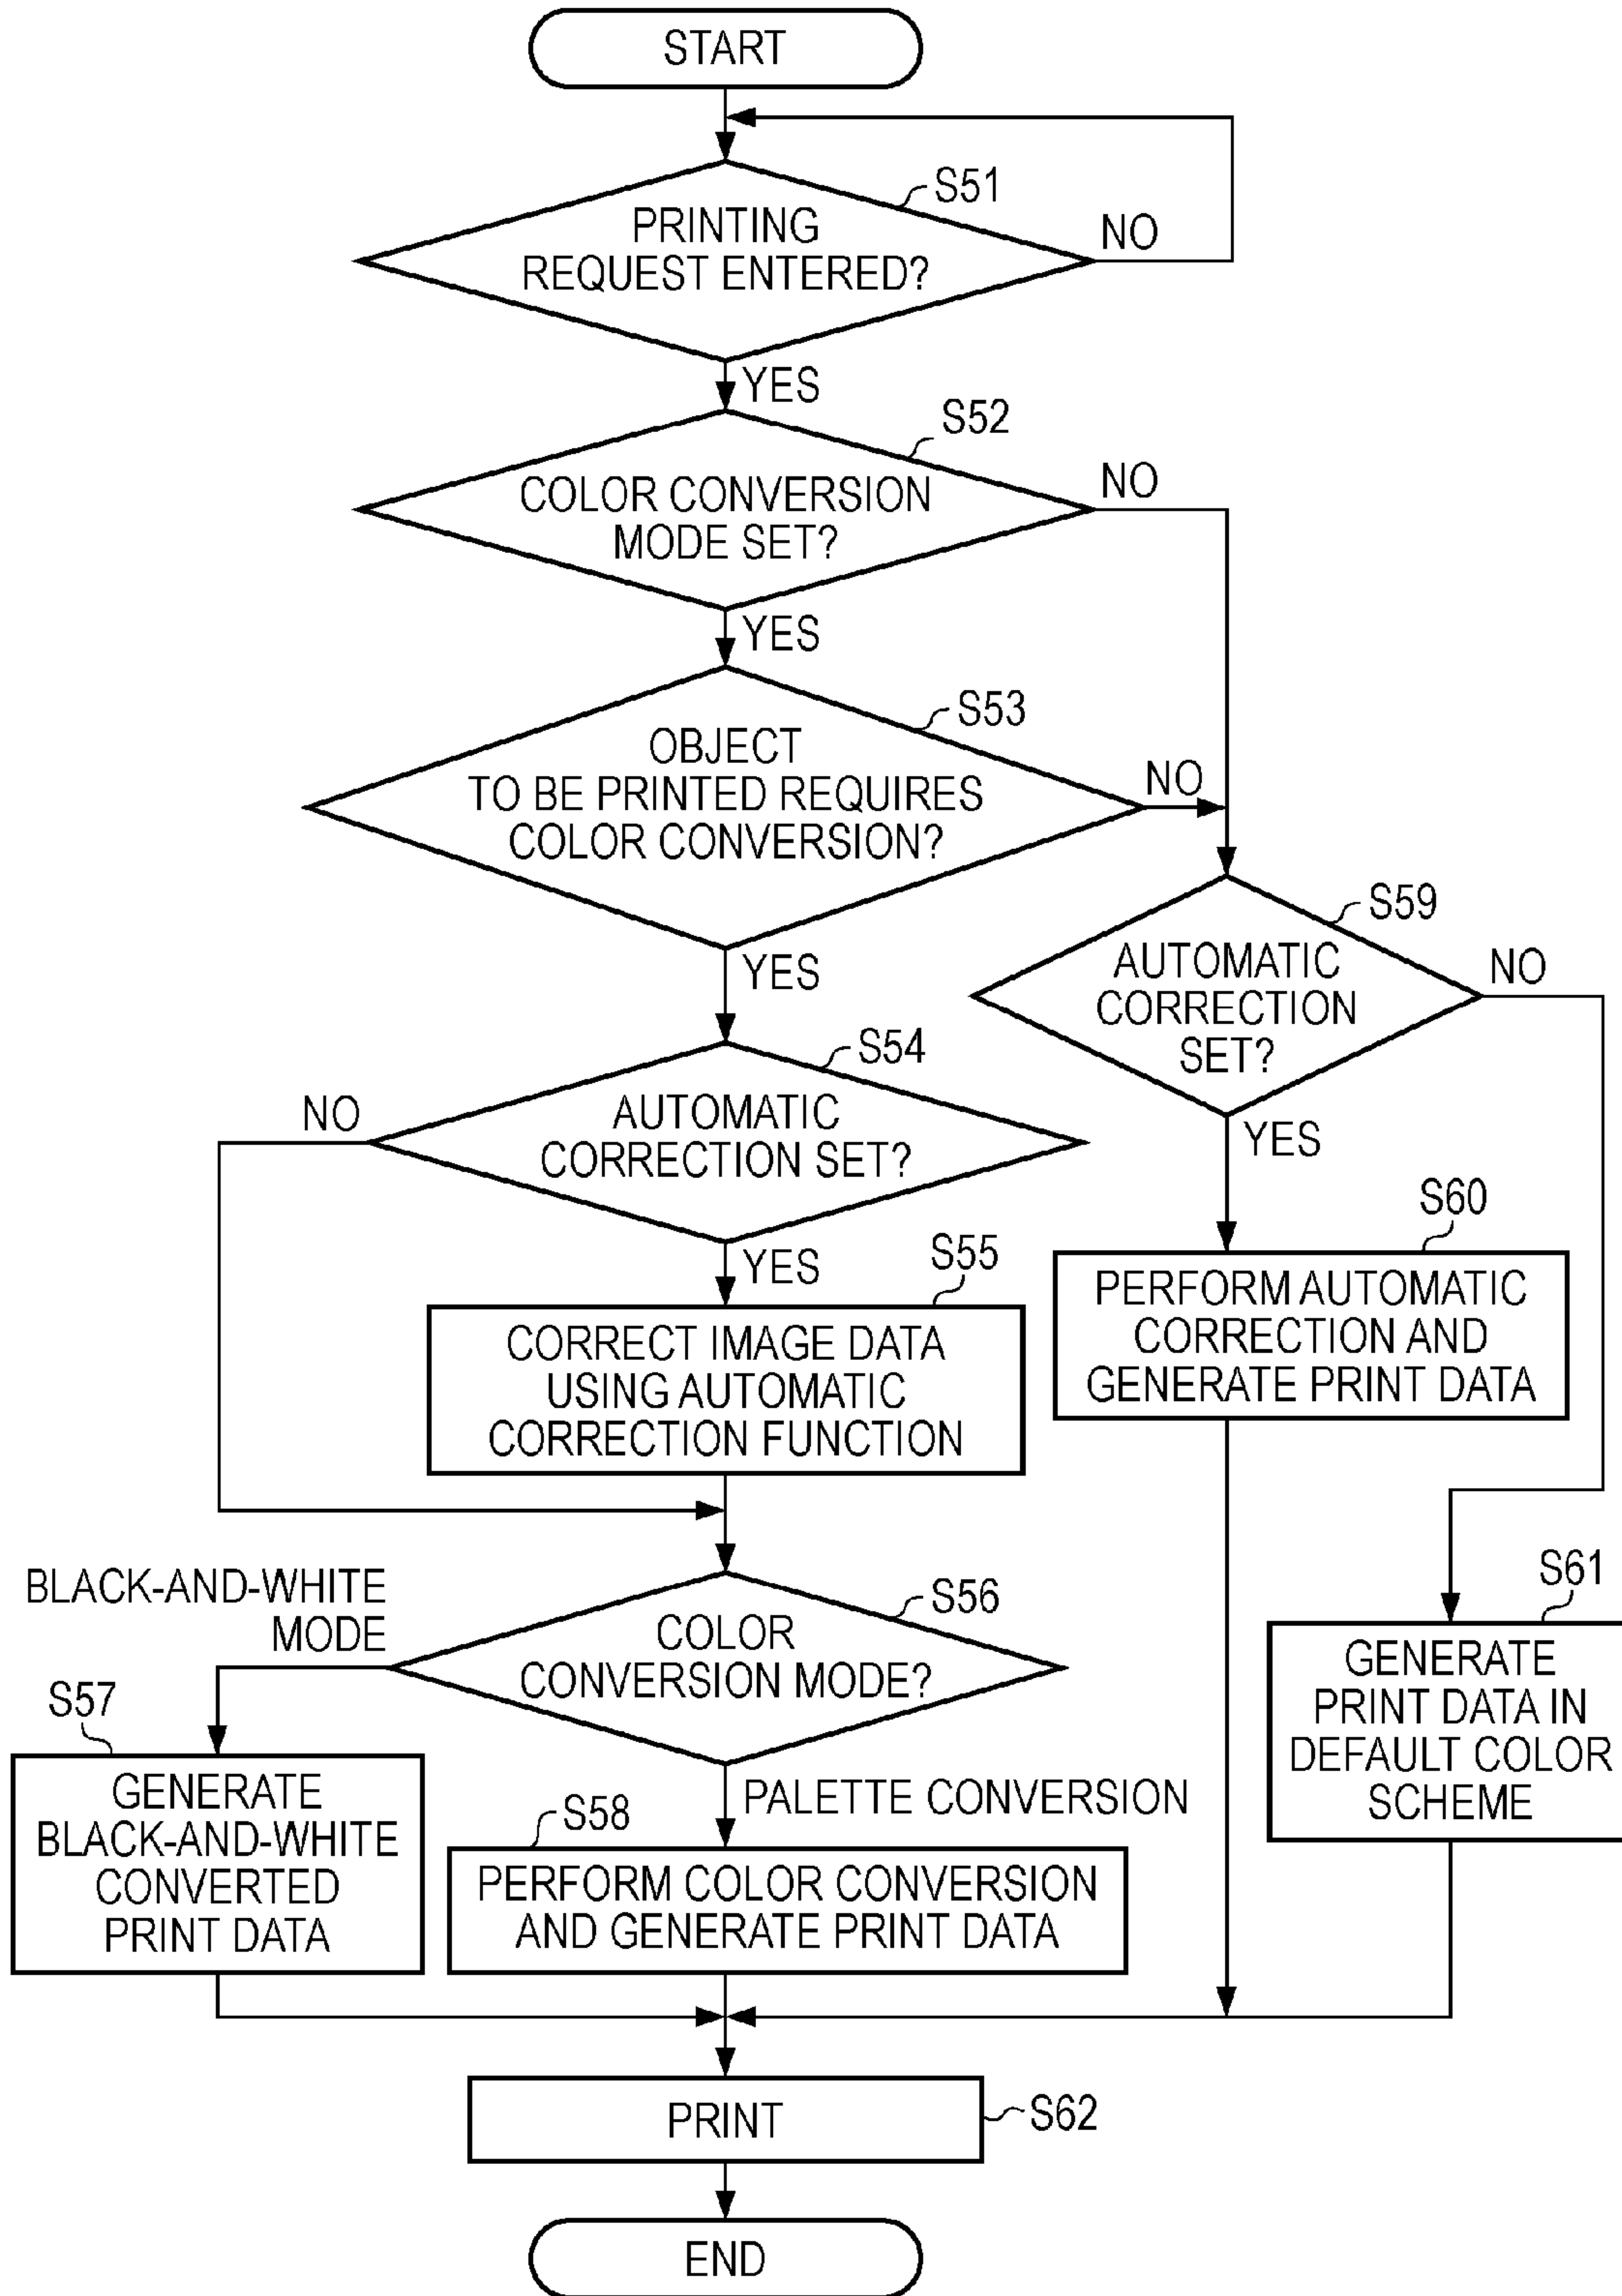 START
S51
PRINTING
REQUEST ENTERED?
NO
YES
S52
COLOR CONVERSION
MODE SET?
NO
YES
S53
OBJECT
TO BE PRINTED REQUIRES
COLOR CONVERSION?
NO
YES
S59
AUTOMATIC
CORRECTION
SET?
NO
YES
S54
AUTOMATIC
CORRECTION SET?
NO
YES
S55
CORRECT IMAGE DATA
USING AUTOMATIC
CORRECTION FUNCTION
S60
PERFORM AUTOMATIC
CORRECTION AND
GENERATE PRINT DATA
S56
COLOR
CONVERSION MODE?
BLACK-AND-WHITE
MODE
S57
GENERATE
BLACK-AND-WHITE
CONVERTED
PRINT DATA
PALETTE CONVERSION
S58
PERFORM COLOR CONVERSION
AND GENERATE PRINT DATA
S61
GENERATE
PRINT DATA IN
DEFAULT COLOR
SCHEME
PRINT
S62
END